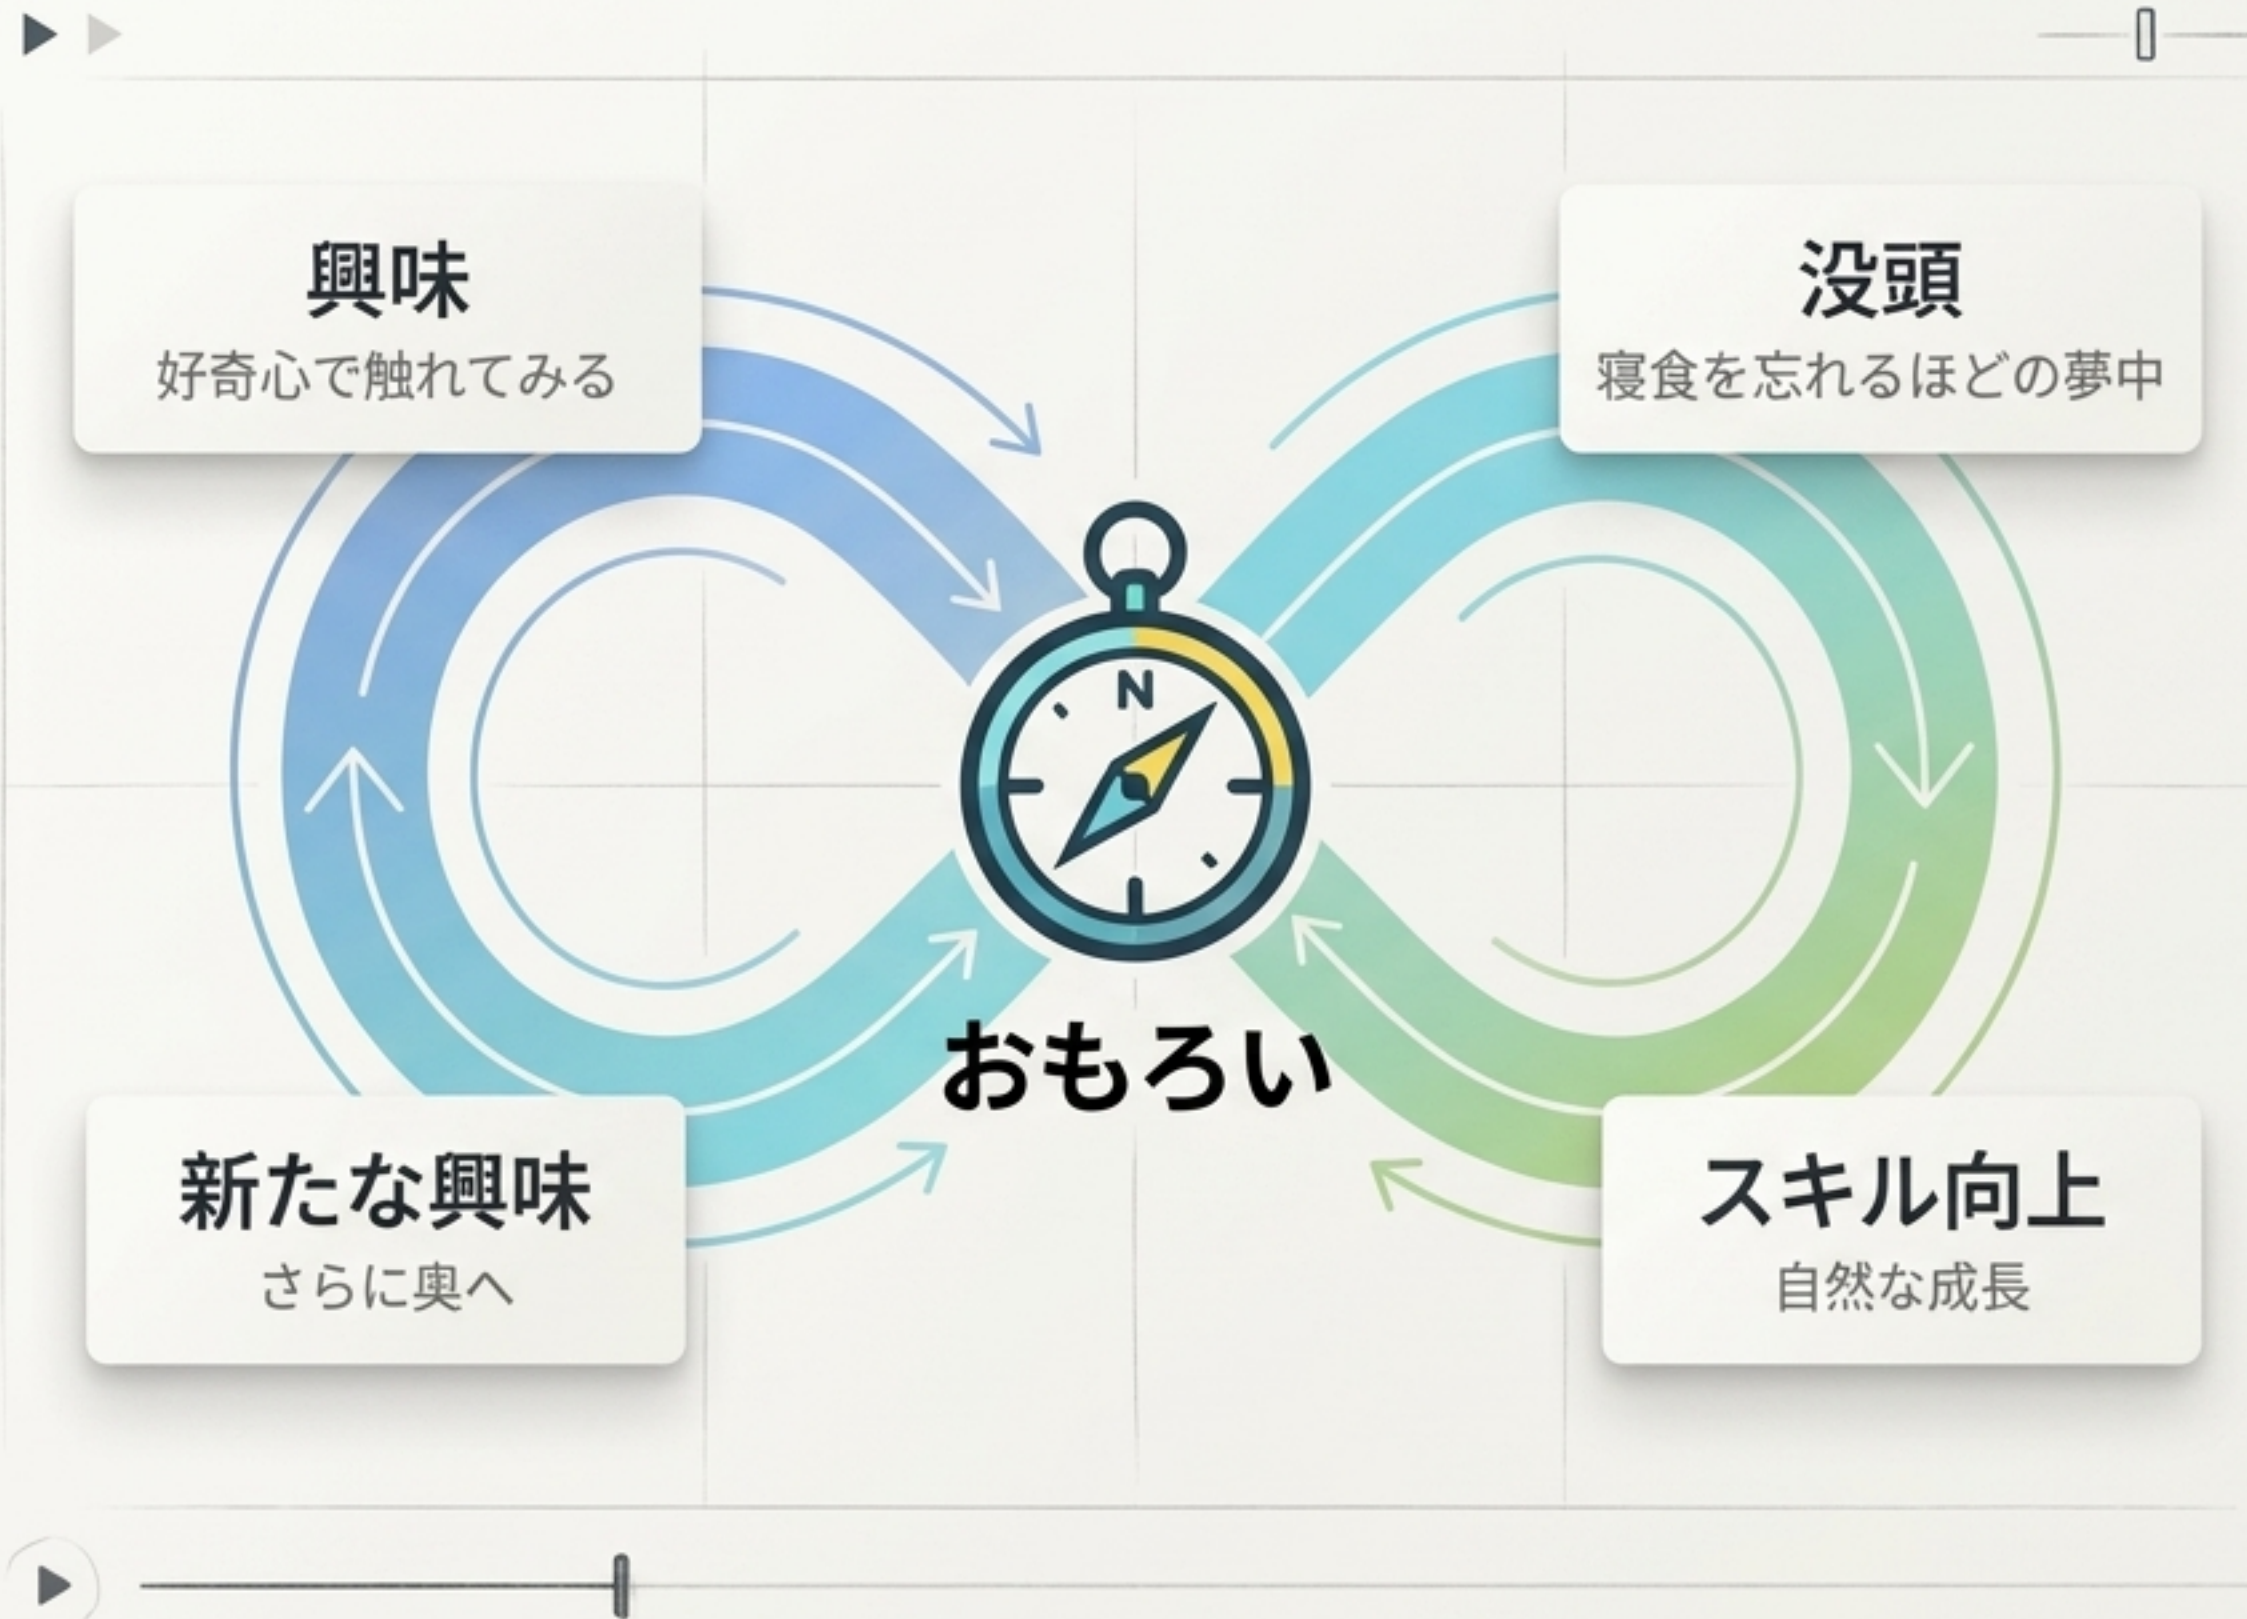 興味
好奇心で触れてみる
没頭
寝食を忘れるほどの夢中
N
おもろい
新たな興味
さらに奥へ
スキル向上
自然な成長